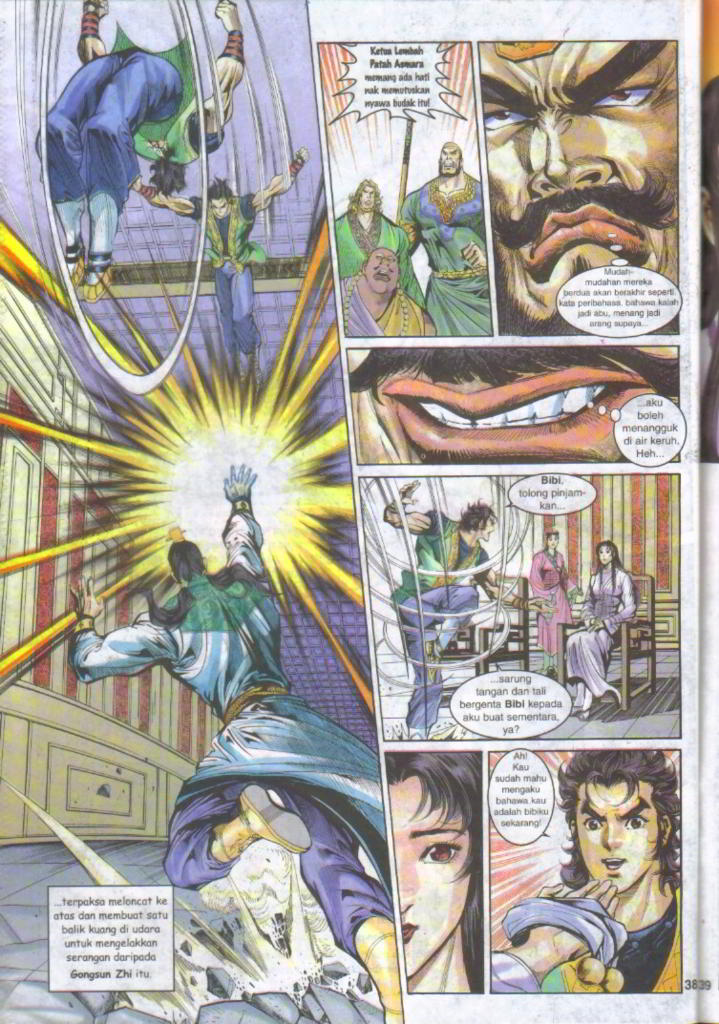 Ketua Lembah
Patah Asmara
memang ada hati
nak memutuskan
nyawa budak itu!
Mudah-
mudahan mereka
berdua akan berakhir seperti
kata peribahasa, bahawa kalah
jadi abu, menang jadi
arang supaya...
...aku
boleh
menangguk
di air keruh.
Heh...
Bibi,
tolong pinjam-
kan...
...sarung
tangan dan tali
bergenta Bibi kepada
aku buat sementara,
ya?
Ah!
Kau
sudah mahu
mengaku
bahawa kau
adalah bibiku
sekarang!
...terpaksa meloncat ke
atas dan membuat satu
balik kuang di udara
untuk mengelakkan
serangan daripada
Gongsun Zhi itu.
3839